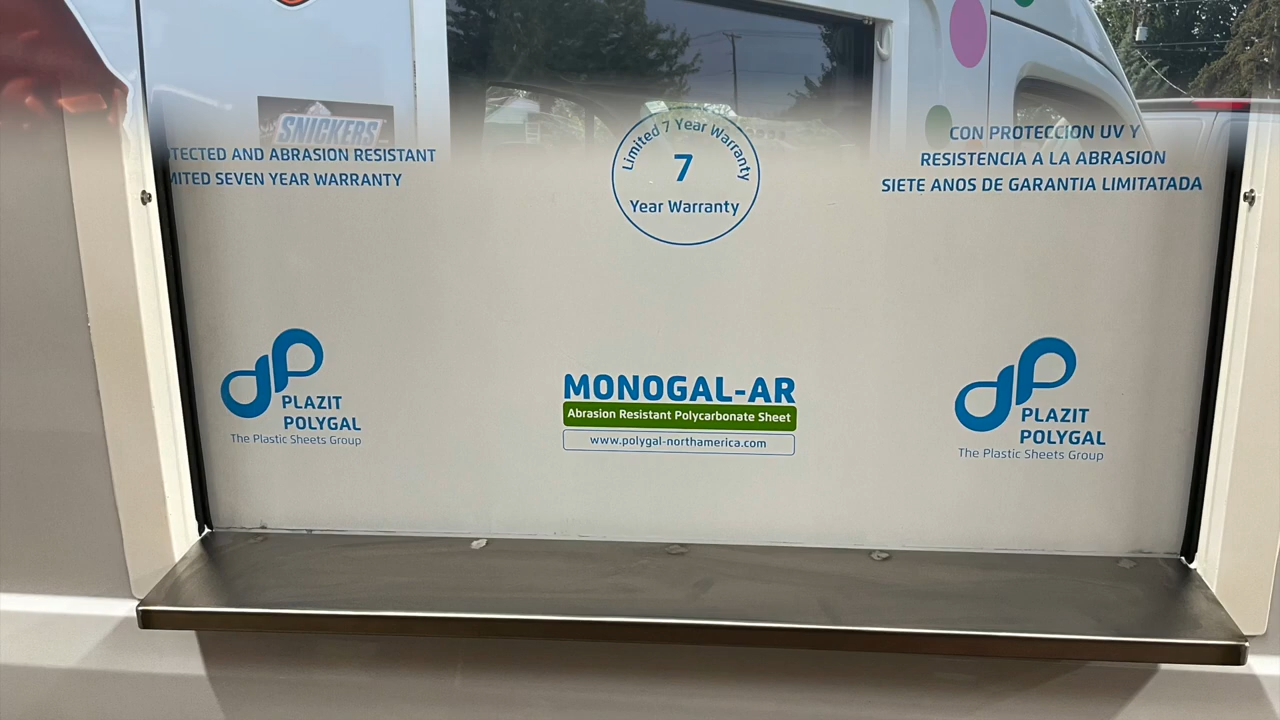 SNICKERS
TECTED AND ABRASION RESISTANT
MITED SEVEN YEAR WARRANTY
Limited 7 Year Warranty
7
Year Warranty
CON PROTECCION UV Y
RESISTENCIA A LA ABRASION
SIETE ANOS DE GARANTIA LIMITATADA
PLAZIT
POLYGAL
The Plastic Sheets Group
MONOGAL-AR
Abrasion Resistant Polycarbonate Sheet
www.polygal-northamerica.com
PLAZIT
POLYGAL
The Plastic Sheets Group